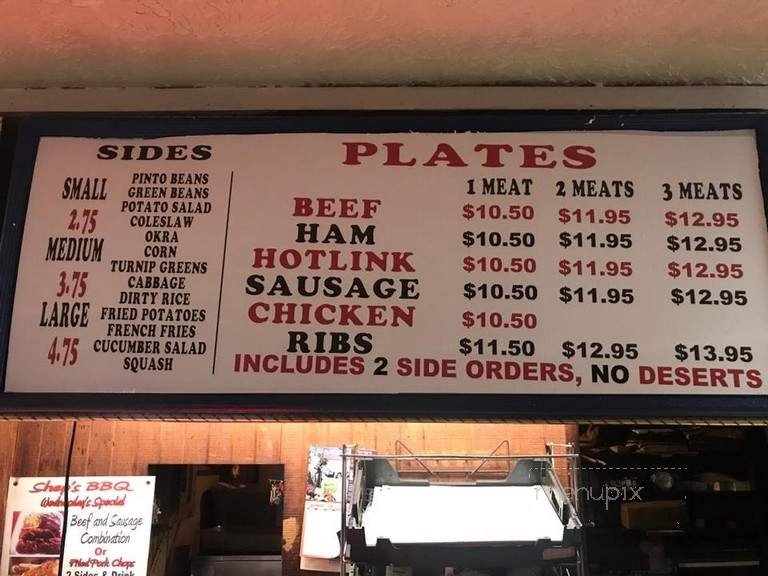 SIDES
SMALL
2.75
MEDIUM
3.75
LARGE
4.75
PINTO BEANS
GREEN BEANS
POTATO SALAD
COLESLAW
OKRA
CORN
TURNIP GREENS
CABBAGE
DIRTY RICE
FRIED POTATOES
FRENCH FRIES
CUCUMBER SALAD
SQUASH
PLATES
1 MEAT 2 MEATS 3 MEATS
BEEF $10.50 $11.95 $12.95
HAM $10.50 $11.95 $12.95
HOTLINK $10.50 $11.95 $12.95
SAUSAGE $10.50 $11.95 $12.95
CHICKEN $10.50
RIBS $11.50 $12.95 $13.95
INCLUDES 2 SIDE ORDERS, NO DESERTS
BBQ
Wednesday's Special
Beef and Sausage
Combination
Or
Fried Pork Chops
2 Sides & Drink
menupix